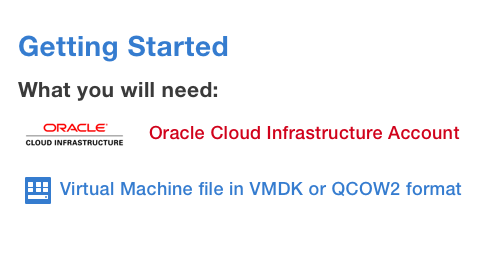 Getting Started
What you will need:
ORACLE
CLOUD INFRASTRUCTURE
Oracle Cloud Infrastructure Account
Virtual Machine file in VMDK or QCOW2 format